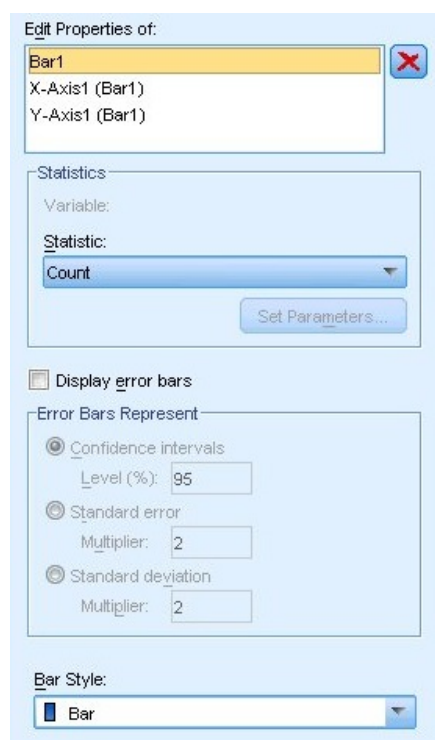 Edit Properties of:
Bar1
X-Axis1 (Bar1)
Y-Axis1 (Bar1)
Statistics
Variable:
Statistic:
Count
Set Parameters...
Display error bars
Error Bars Represent
Confidence intervals
Level (%): 95
Standard error
Multiplier: 2
Standard deviation
Multiplier: 2
Bar Style:
Bar